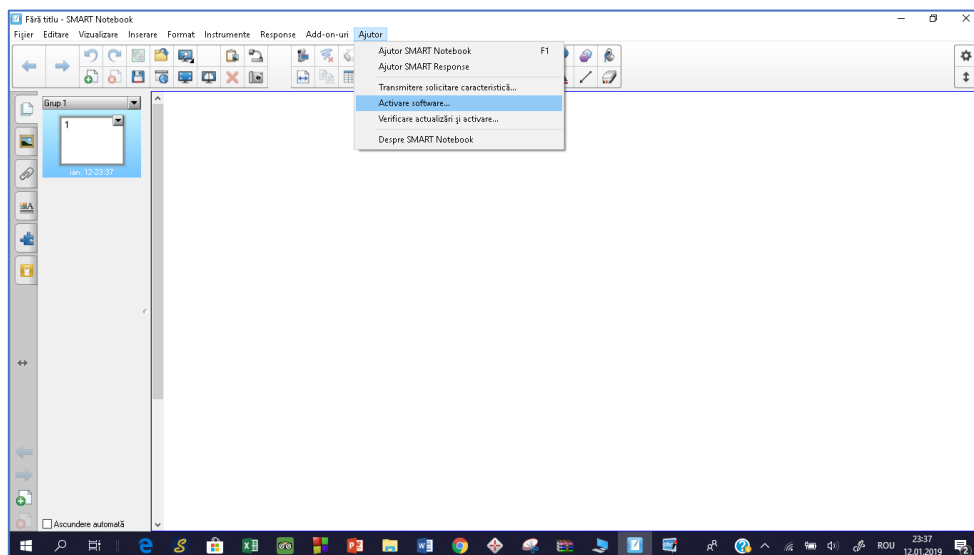 Fără titlu - SMART Notebook
Fișier Editare Vizualizare Inserare Format Instrumente Response Add-on-uri Ajutor
Ajutor SMART Notebook F1
Ajutor SMART Response
Transmitere solicitare caracteristică...
Activare software...
Verificare actualizări și activare...
Despre SMART Notebook
Grup 1
1
ian. 12-23:37
Ascundere automată
ROU
23:37
12.01.2019